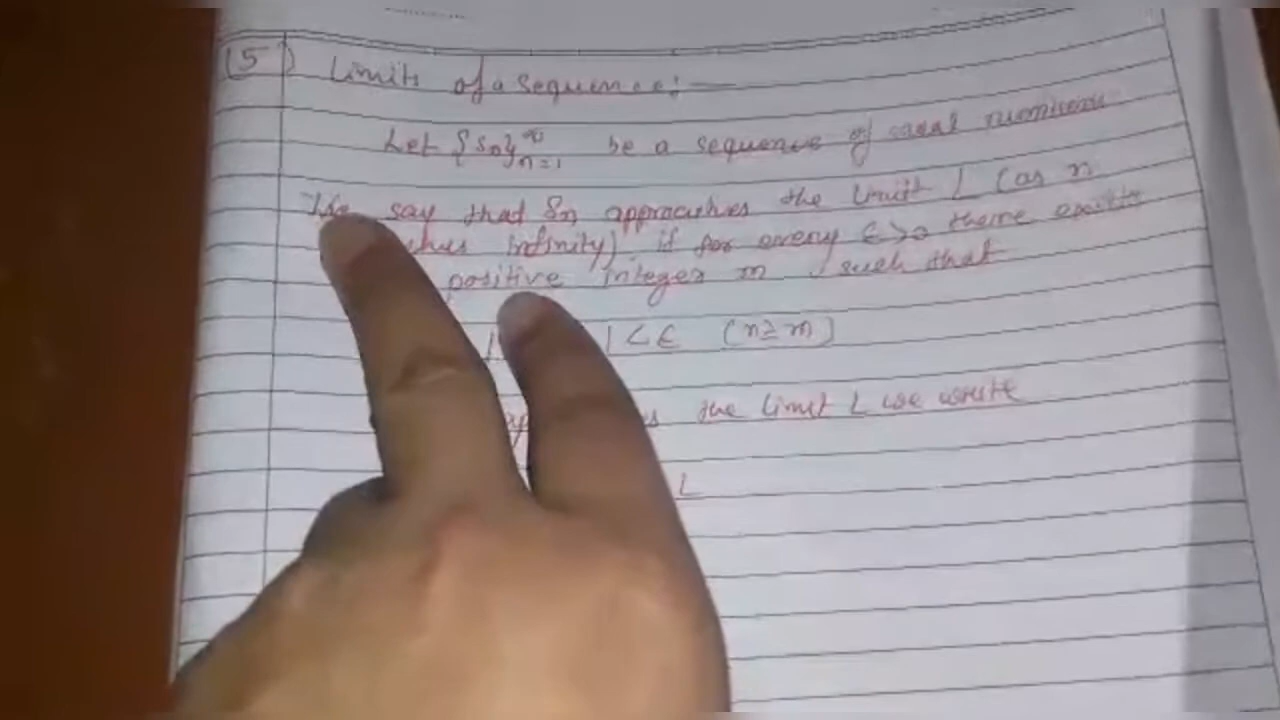 (5) Limits of a sequence:—
Let {Sn}∞n=1 be a sequence of real numbers
We say that Sn approaches the limit L (as n
infinity) if for every ϵ>0 there exists
positive integer m such that
| |<ϵ (n≥m)
the limit L we write
L